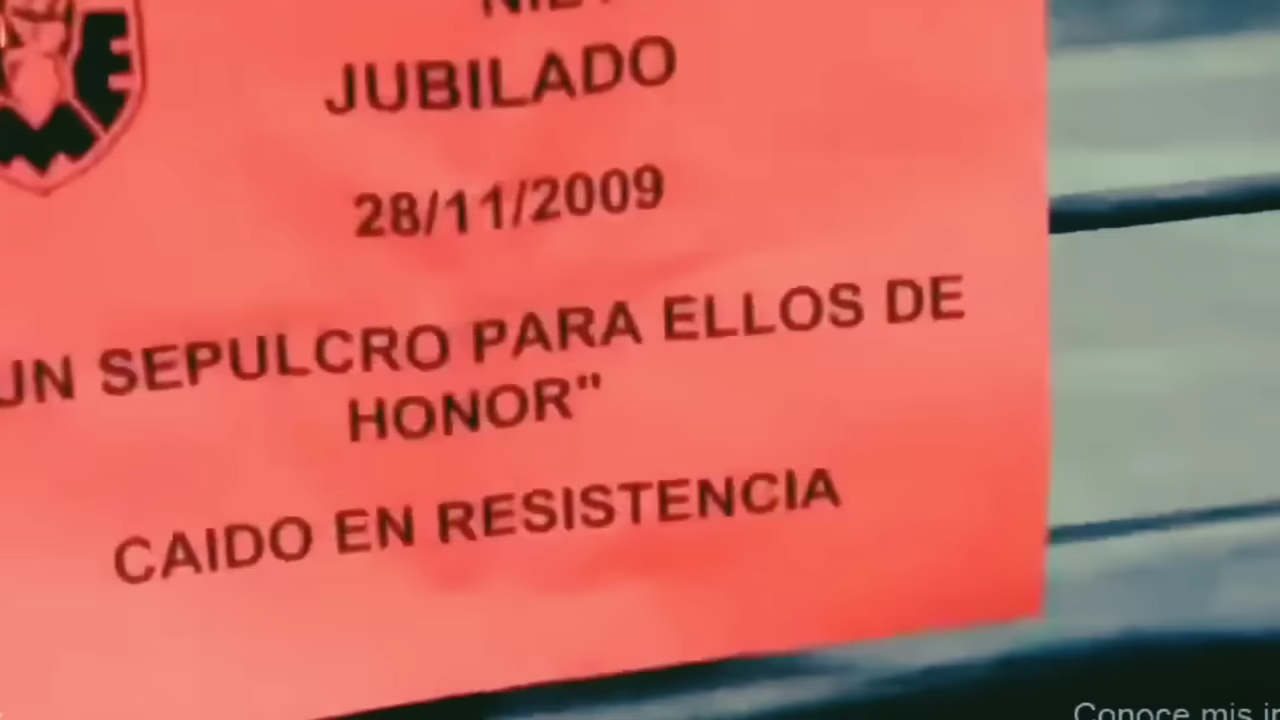 JUBILADO
28/11/2009
UN SEPULCRO PARA ELLOS DE
HONOR"
CAIDO EN RESISTENCIA
Conoce mis